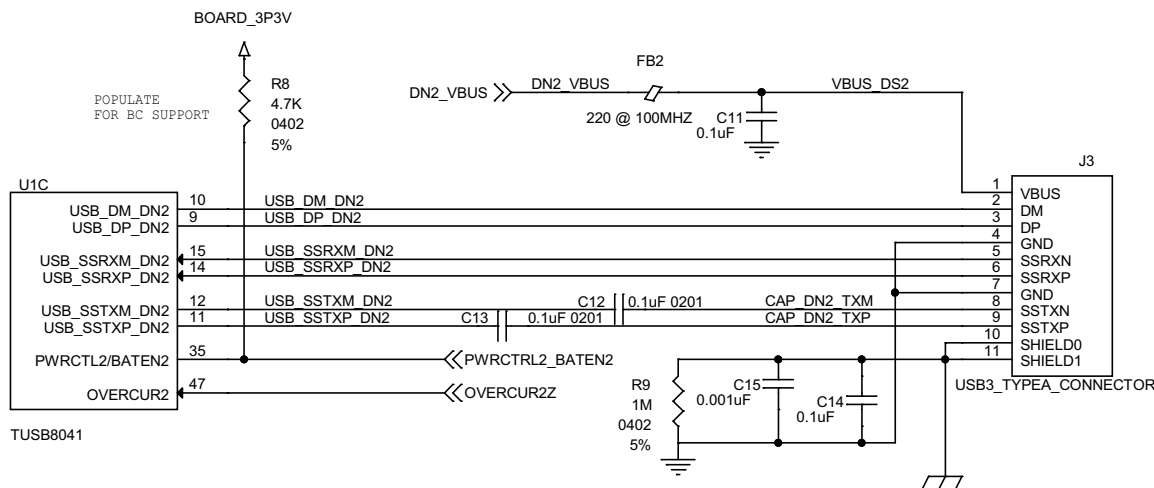 BOARD_3P3V
R8
4.7K
0402
5%
POPULATE
FOR BC SUPPORT
FB2
DN2_VBUS
DN2_VBUS
VBUS_DS2
220 @ 100MHZ
C11
0.1uF
J3
U1C
USB_DM_DN2
10
USB_DM_DN2
1
VBUS
USB_DP_DN2
9
USB_DP_DN2
2
DM
3
DP
4
GND
USB_SSRXM_DN2
15
USB_SSRXM_DN2
5
SSRXN
USB_SSRXP_DN2
14
USB_SSRXP_DN2
6
SSRXP
7
GND
USB_SSTXM_DN2
12
USB_SSTXM_DN2
C12
0.1uF 0201
CAP_DN2_TXM
8
SSTXN
USB_SSTXP_DN2
11
USB_SSTXP_DN2
C13
0.1uF 0201
CAP_DN2_TXP
9
SSTXP
10
SHIELD0
PWRCTL2/BATEN2
35
PWRCTRL2_BATEN2
11
SHIELD1
USB3_TYPEA_CONNECTOR
OVERCUR2
47
OVERCUR2Z
R9
1M
0402
5%
C15
0.001uF
C14
0.1uF
TUSB8041